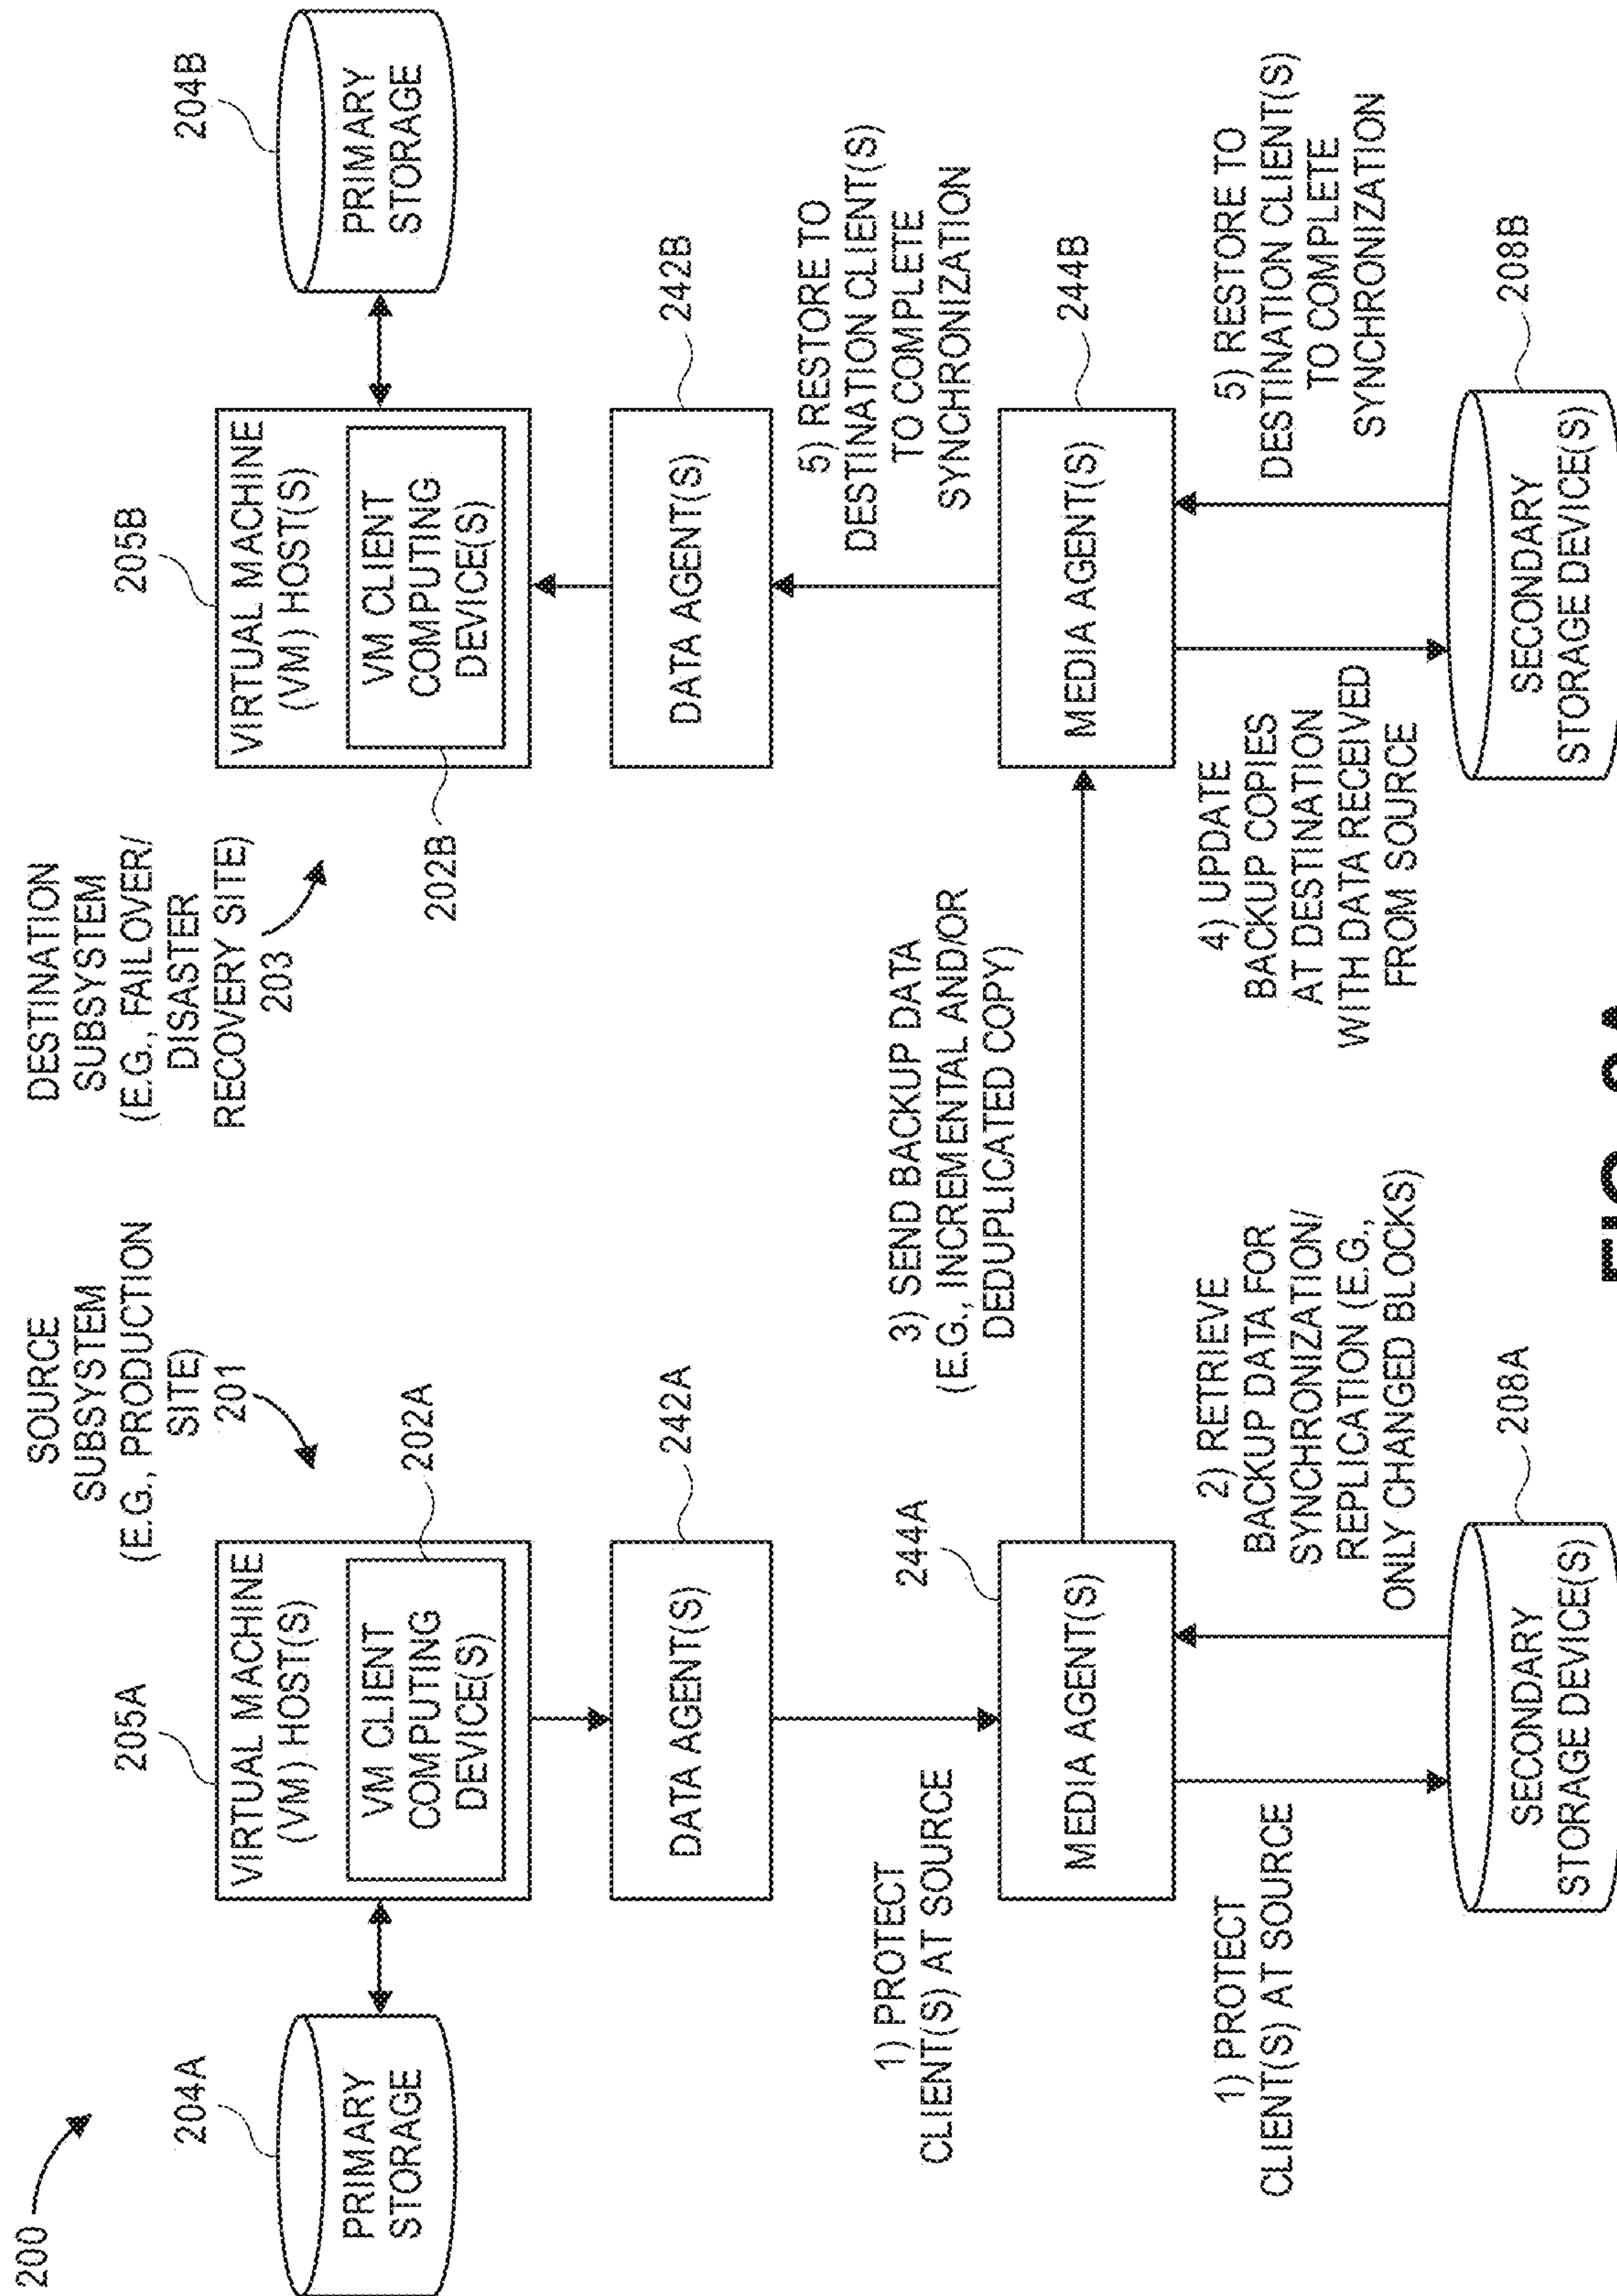 200
SOURCE
SUBSYSTEM
(E.G., PRODUCTION
SITE)
201
DESTINATION
SUBSYSTEM
(E.G., FAILOVER/
DISASTER
RECOVERY SITE)
203
204A
PRIMARY
STORAGE
205A
VIRTUAL MACHINE
(VM) HOST(S)
VM CLIENT
COMPUTING
DEVICE(S)
202A
202B
205B
VIRTUAL MACHINE
(VM) HOST(S)
VM CLIENT
COMPUTING
DEVICE(S)
204B
PRIMARY
STORAGE
DATA AGENT(S)
242A
DATA AGENT(S)
242B
1) PROTECT
CLIENT(S) AT SOURCE
244A
3) SEND BACKUP DATA
(E.G., INCREMENTAL AND/OR
DEDUPLICATED COPY)
5) RESTORE TO
DESTINATION CLIENT(S)
TO COMPLETE
SYNCHRONIZATION
MEDIA AGENT(S)
MEDIA AGENT(S)
244B
1) PROTECT
CLIENT(S) AT SOURCE
2) RETRIEVE
BACKUP DATA FOR
SYNCHRONIZATION/
REPLICATION (E.G.,
ONLY CHANGED BLOCKS)
4) UPDATE
BACKUP COPIES
AT DESTINATION
WITH DATA RECEIVED
FROM SOURCE
5) RESTORE TO
DESTINATION CLIENT(S)
TO COMPLETE
SYNCHRONIZATION
SECONDARY
STORAGE DEVICE(S)
208A
SECONDARY
STORAGE DEVICE(S)
208B